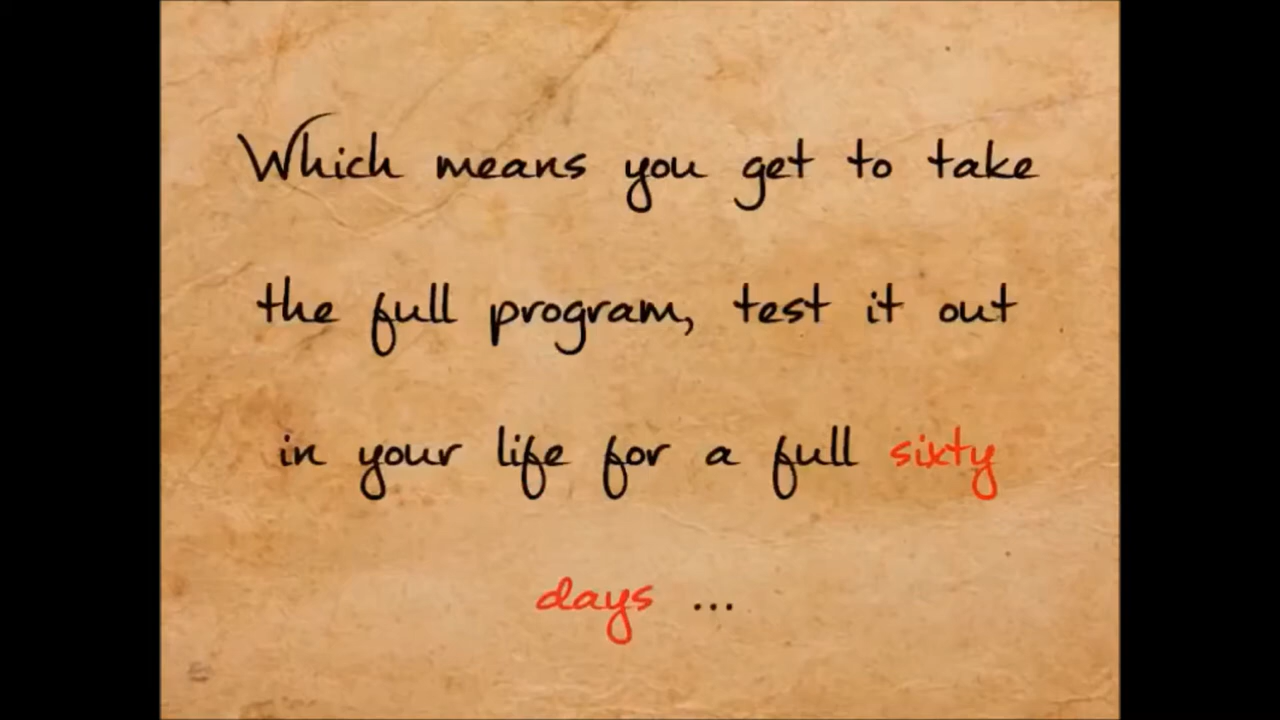 Which means you get to take
the full program, test it out
in your life for a full sixty
days ...